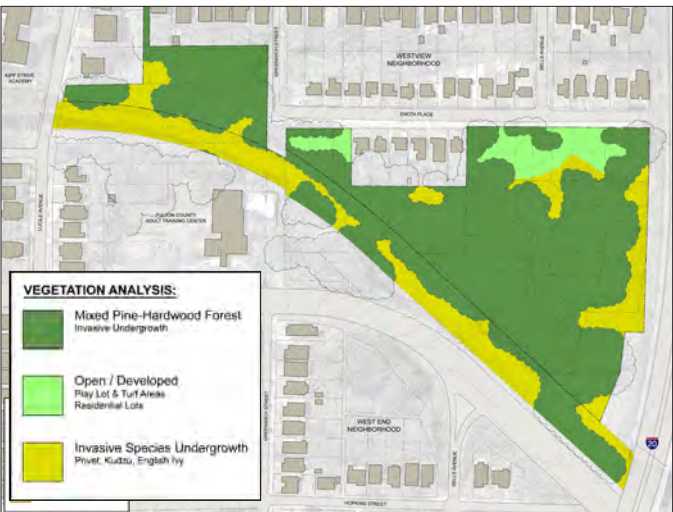 WESTVIEW
NEIGHBORHOOD
GREENWICH STREET
SELLS AVENUE
KIPP STRIVE
ACADEMY
ENOTA PLACE
LUCILE AVENUE
FULTON COUNTY
ADULT TRAINING CENTER
VEGETATION ANALYSIS:
Mixed Pine-Hardwood Forest
Invasive Undergrowth
Open / Developed
Play Lot & Turf Areas
Residential Lots
Invasive Species Undergrowth
Privet, Kudzu, English Ivy
GREENWICH STREET
WEST END
NEIGHBORHOOD
SELLS AVENUE
20
HOPKINS STREET